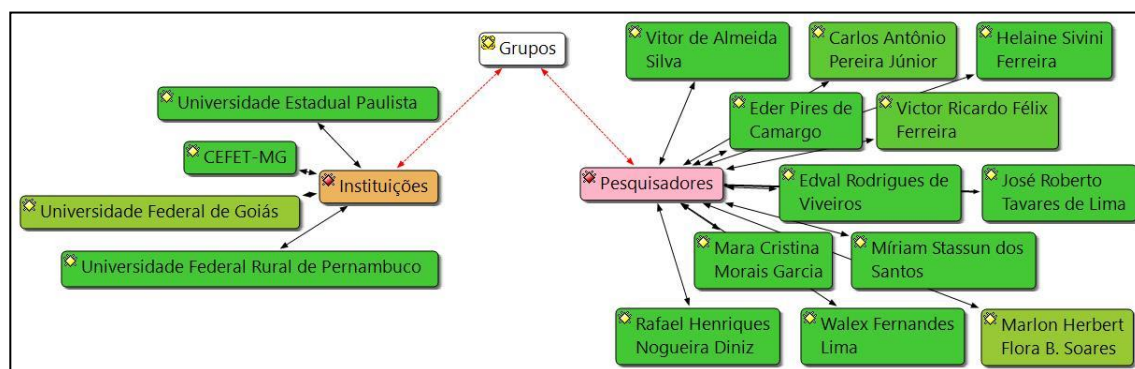 Grupos
Universidade Estadual Paulista
CEFET-MG
Instituições
Universidade Federal de Goiás
Universidade Federal Rural de Pernambuco
Vitor de Almeida
Silva
Carlos Antônio
Pereira Júnior
Helaine Sivini
Ferreira
Eder Pires de
Camargo
Victor Ricardo Félix
Ferreira
Pesquisadores
Edval Rodrigues de
Viveiros
José Roberto
Tavares de Lima
Mara Cristina
Morais Garcia
Míriam Stassun dos
Santos
Rafael Henriques
Nogueira Diniz
Walex Fernandes
Lima
Marlon Herbert
Flora B. Soares